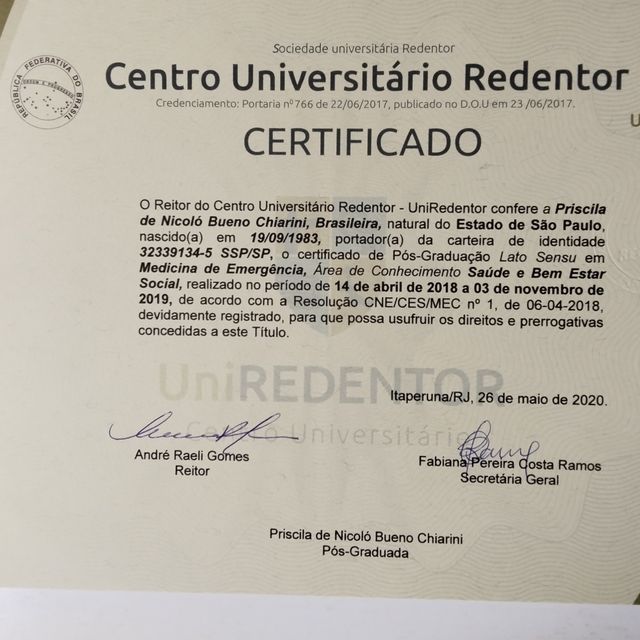 Sociedade universitária Redentor
Centro Universitário Redentor
Credenciamento: Portaria nº766 de 22/06/2017, publicado no D.O.U em 23 /06/2017.
REPÚBLICA FEDERATIVA DO BRASIL
CERTIFICADO
O Reitor do Centro Universitário Redentor - UniRedentor confere a Priscila
de Nicoló Bueno Chiarini, Brasileira, natural do Estado de São Paulo,
nascido(a) em 19/09/1983, portador(a) da carteira de identidade
32339134-5 SSP/SP, o certificado de Pós-Graduação Lato Sensu em
Medicina de Emergência, Área de Conhecimento Saúde e Bem Estar
Social, realizado no período de 14 de abril de 2018 a 03 de novembro de
2019, de acordo com a Resolução CNE/CES/MEC nº 1, de 06-04-2018,
devidamente registrado, para que possa usufruir os direitos e prerrogativas
concedidas a este Título.
UniREDENTOR
Centro Universitário
Itaperuna/RJ, 26 de maio de 2020.
André Raeli Gomes
Reitor
Fabiana Pereira Costa Ramos
Secretária Geral
Priscila de Nicoló Bueno Chiarini
Pós-Graduada